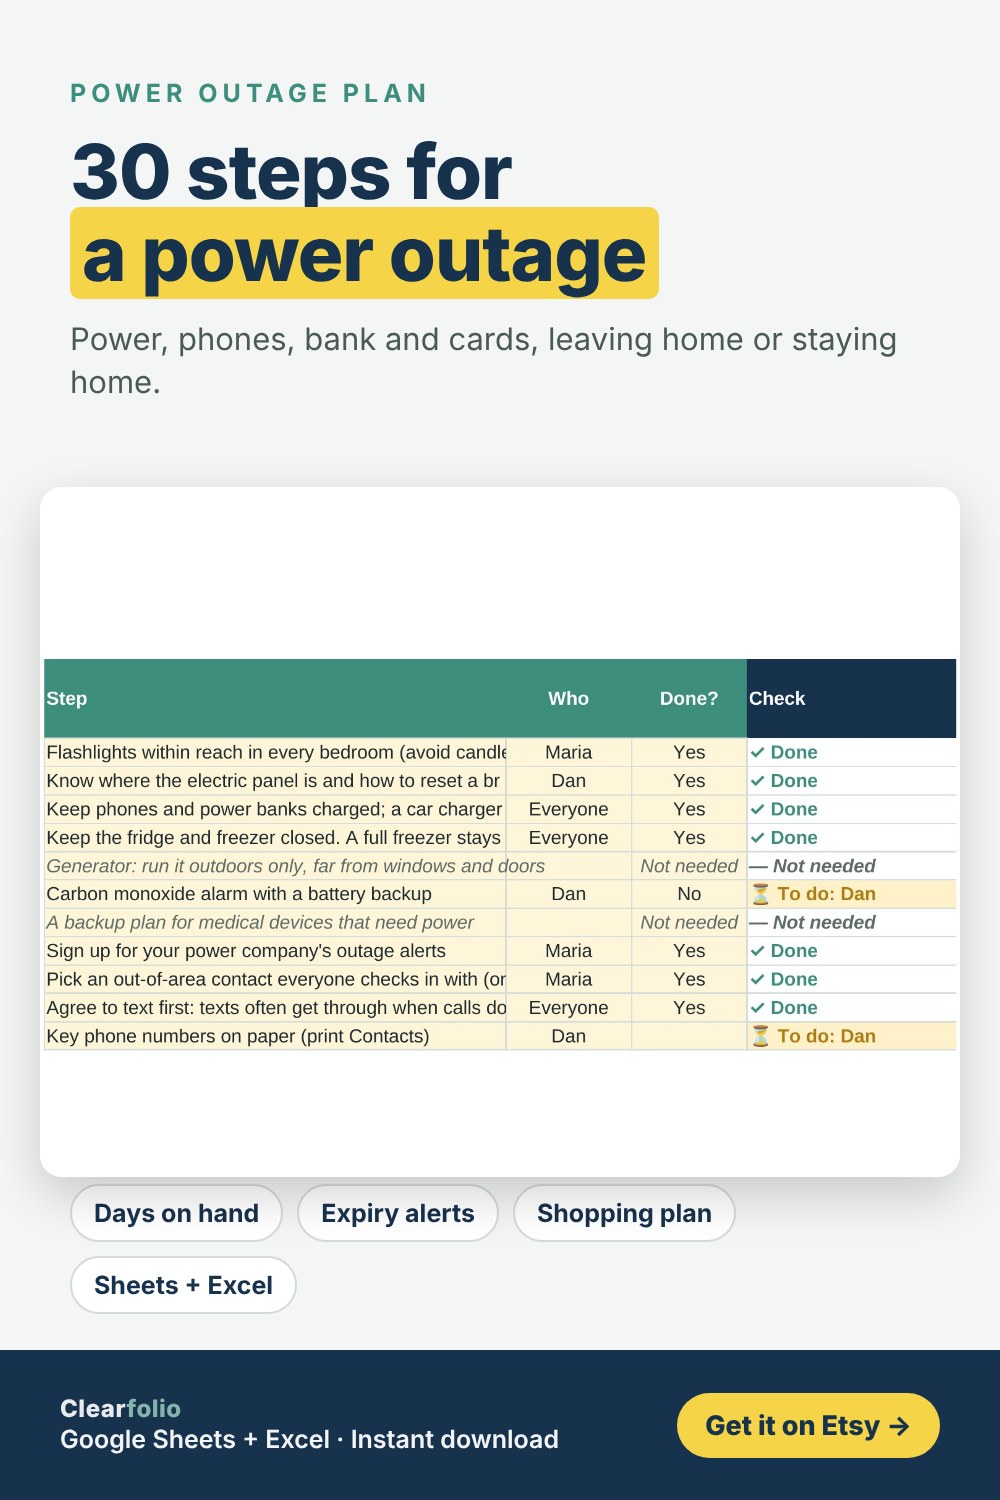 POWER OUTAGE PLAN
30 steps for
a power outage
Power, phones, bank and cards, leaving home or staying
home.
Step Who Done? Check
Flashlights within reach in every bedroom (avoid candle Maria Yes ✓ Done
Know where the electric panel is and how to reset a br Dan Yes ✓ Done
Keep phones and power banks charged; a car charger Everyone Yes ✓ Done
Keep the fridge and freezer closed. A full freezer stays Everyone Yes ✓ Done
Generator: run it outdoors only, far from windows and doors Not needed — Not needed
Carbon monoxide alarm with a battery backup Dan No ⏳ To do: Dan
A backup plan for medical devices that need power Not needed — Not needed
Sign up for your power company's outage alerts Maria Yes ✓ Done
Pick an out-of-area contact everyone checks in with (or Maria Yes ✓ Done
Agree to text first: texts often get through when calls do Everyone Yes ✓ Done
Key phone numbers on paper (print Contacts) Dan ⏳ To do: Dan
Days on hand Expiry alerts Shopping plan
Sheets + Excel
Clearfolio
Google Sheets + Excel · Instant download
Get it on Etsy →